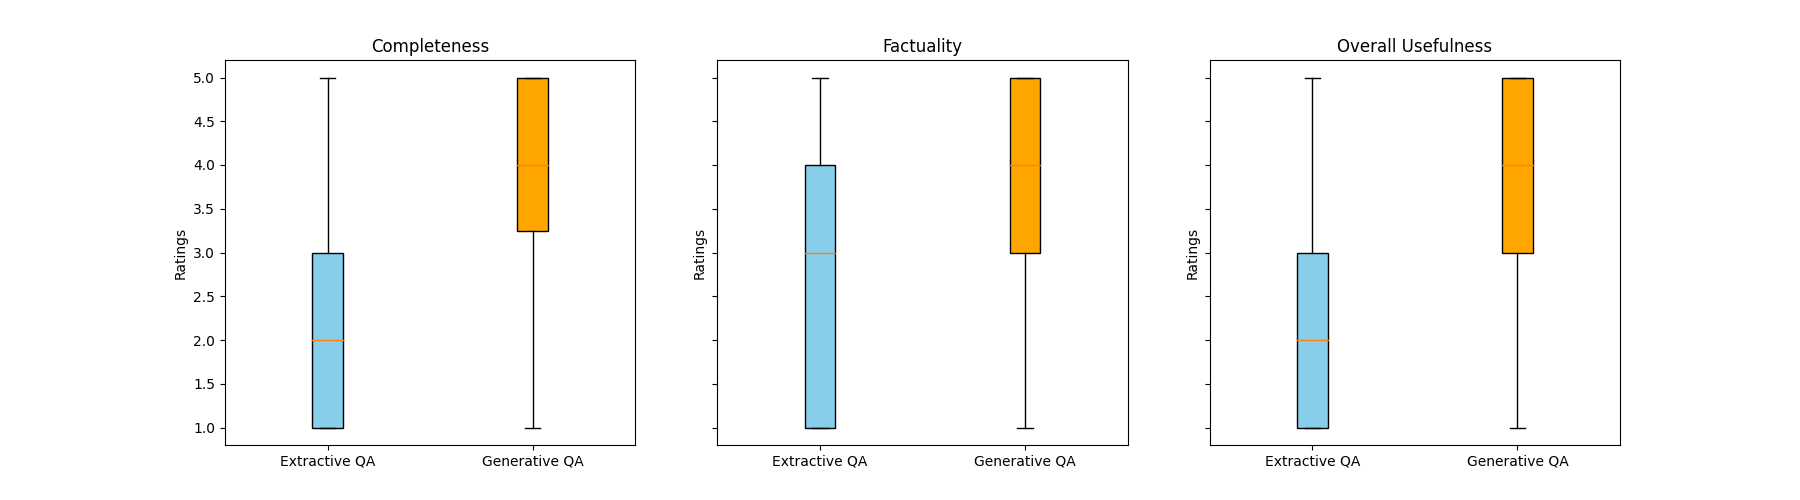 Completeness
Factuality
Overall Usefulness
Ratings
5.0
4.5
4.0
3.5
3.0
2.5
2.0
1.5
1.0
Extractive QA
Generative QA
Ratings
Extractive QA
Generative QA
Ratings
Extractive QA
Generative QA